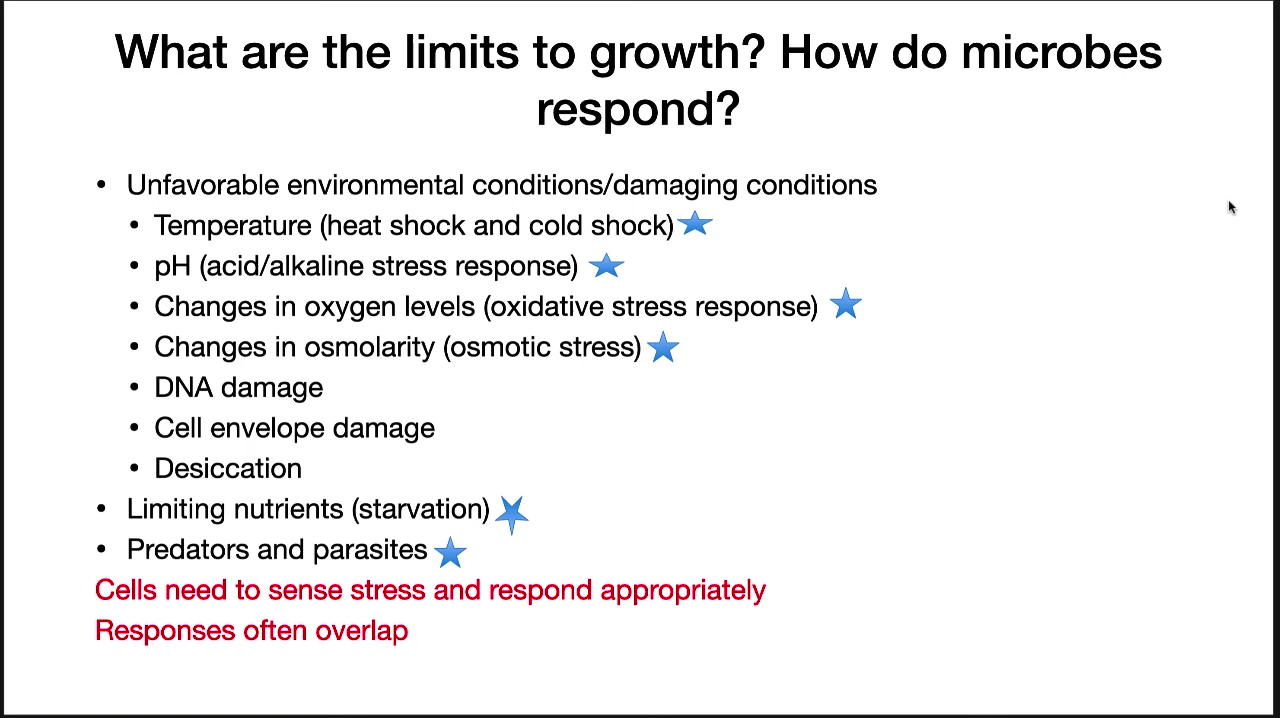 What are the limits to growth? How do microbes
respond?
• Unfavorable environmental conditions/damaging conditions
• Temperature (heat shock and cold shock)
• pH (acid/alkaline stress response)
• Changes in oxygen levels (oxidative stress response)
• Changes in osmolarity (osmotic stress)
• DNA damage
• Cell envelope damage
• Desiccation
• Limiting nutrients (starvation)
• Predators and parasites
Cells need to sense stress and respond appropriately
Responses often overlap